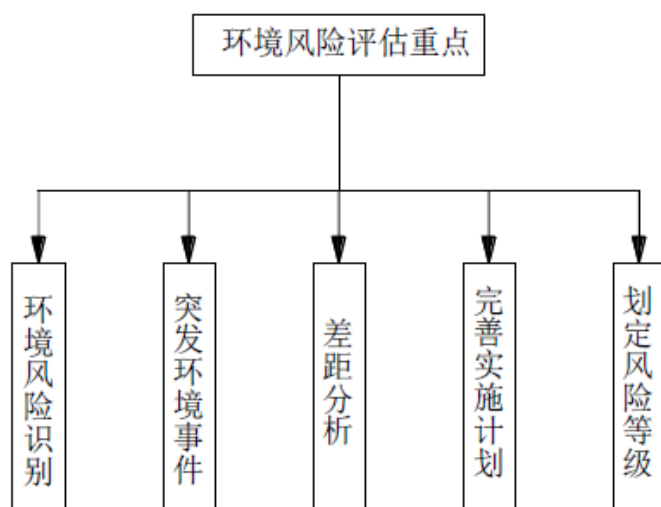 环境风险评估重点
环境风险识别
突发环境事件
差距分析
完善实施计划
划定风险等级